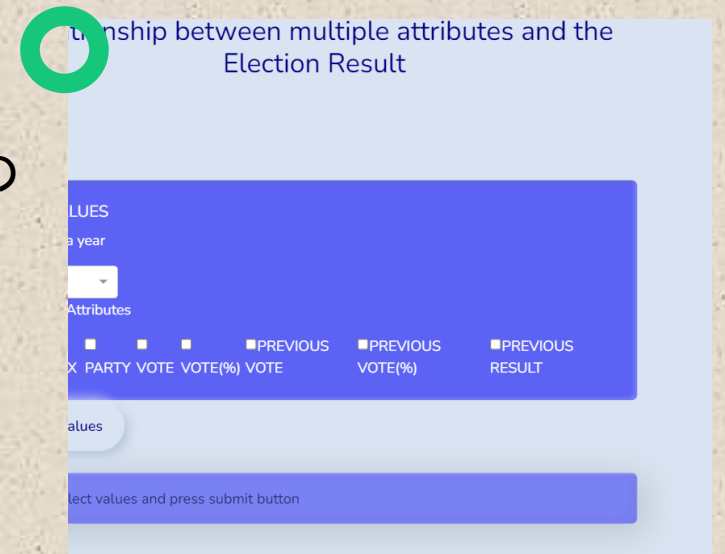 tionship between multiple attributes and the
Election Result
LUES
a year
Attributes
PREVIOUS PREVIOUS PREVIOUS
X PARTY VOTE VOTE(%) VOTE VOTE(%) RESULT
alues
lect values and press submit button